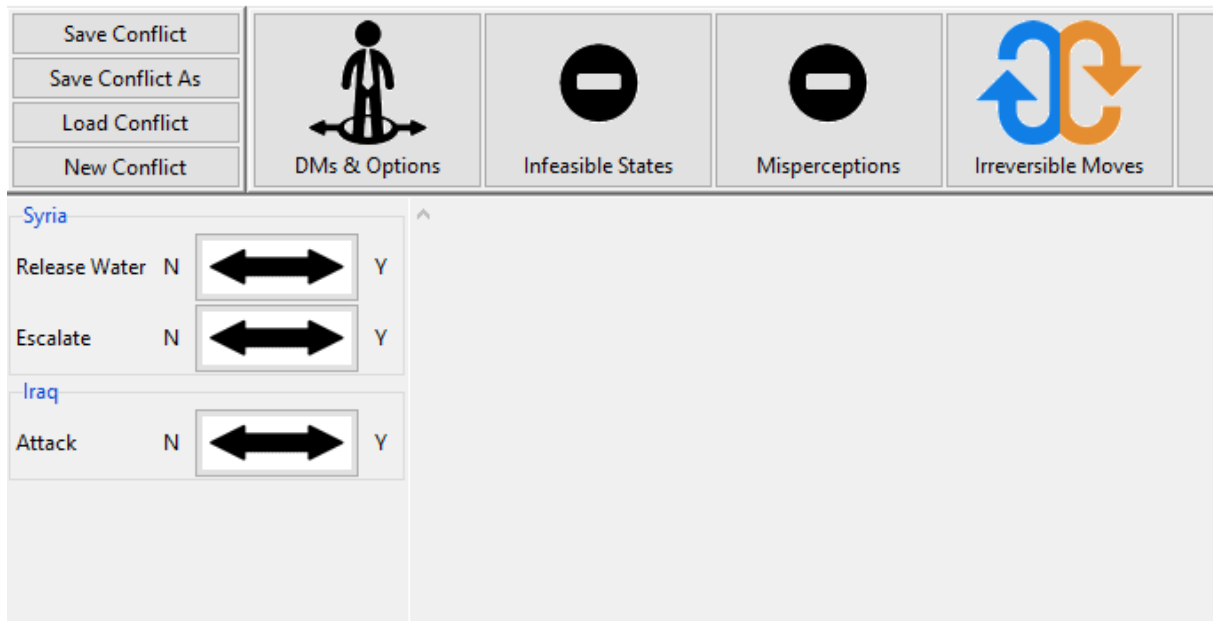 Save Conflict
Save Conflict As
Load Conflict
New Conflict
DMs & Options
Infeasible States
Misperceptions
Irreversible Moves
Syria
Release Water N Y
Escalate N Y
Iraq
Attack N Y